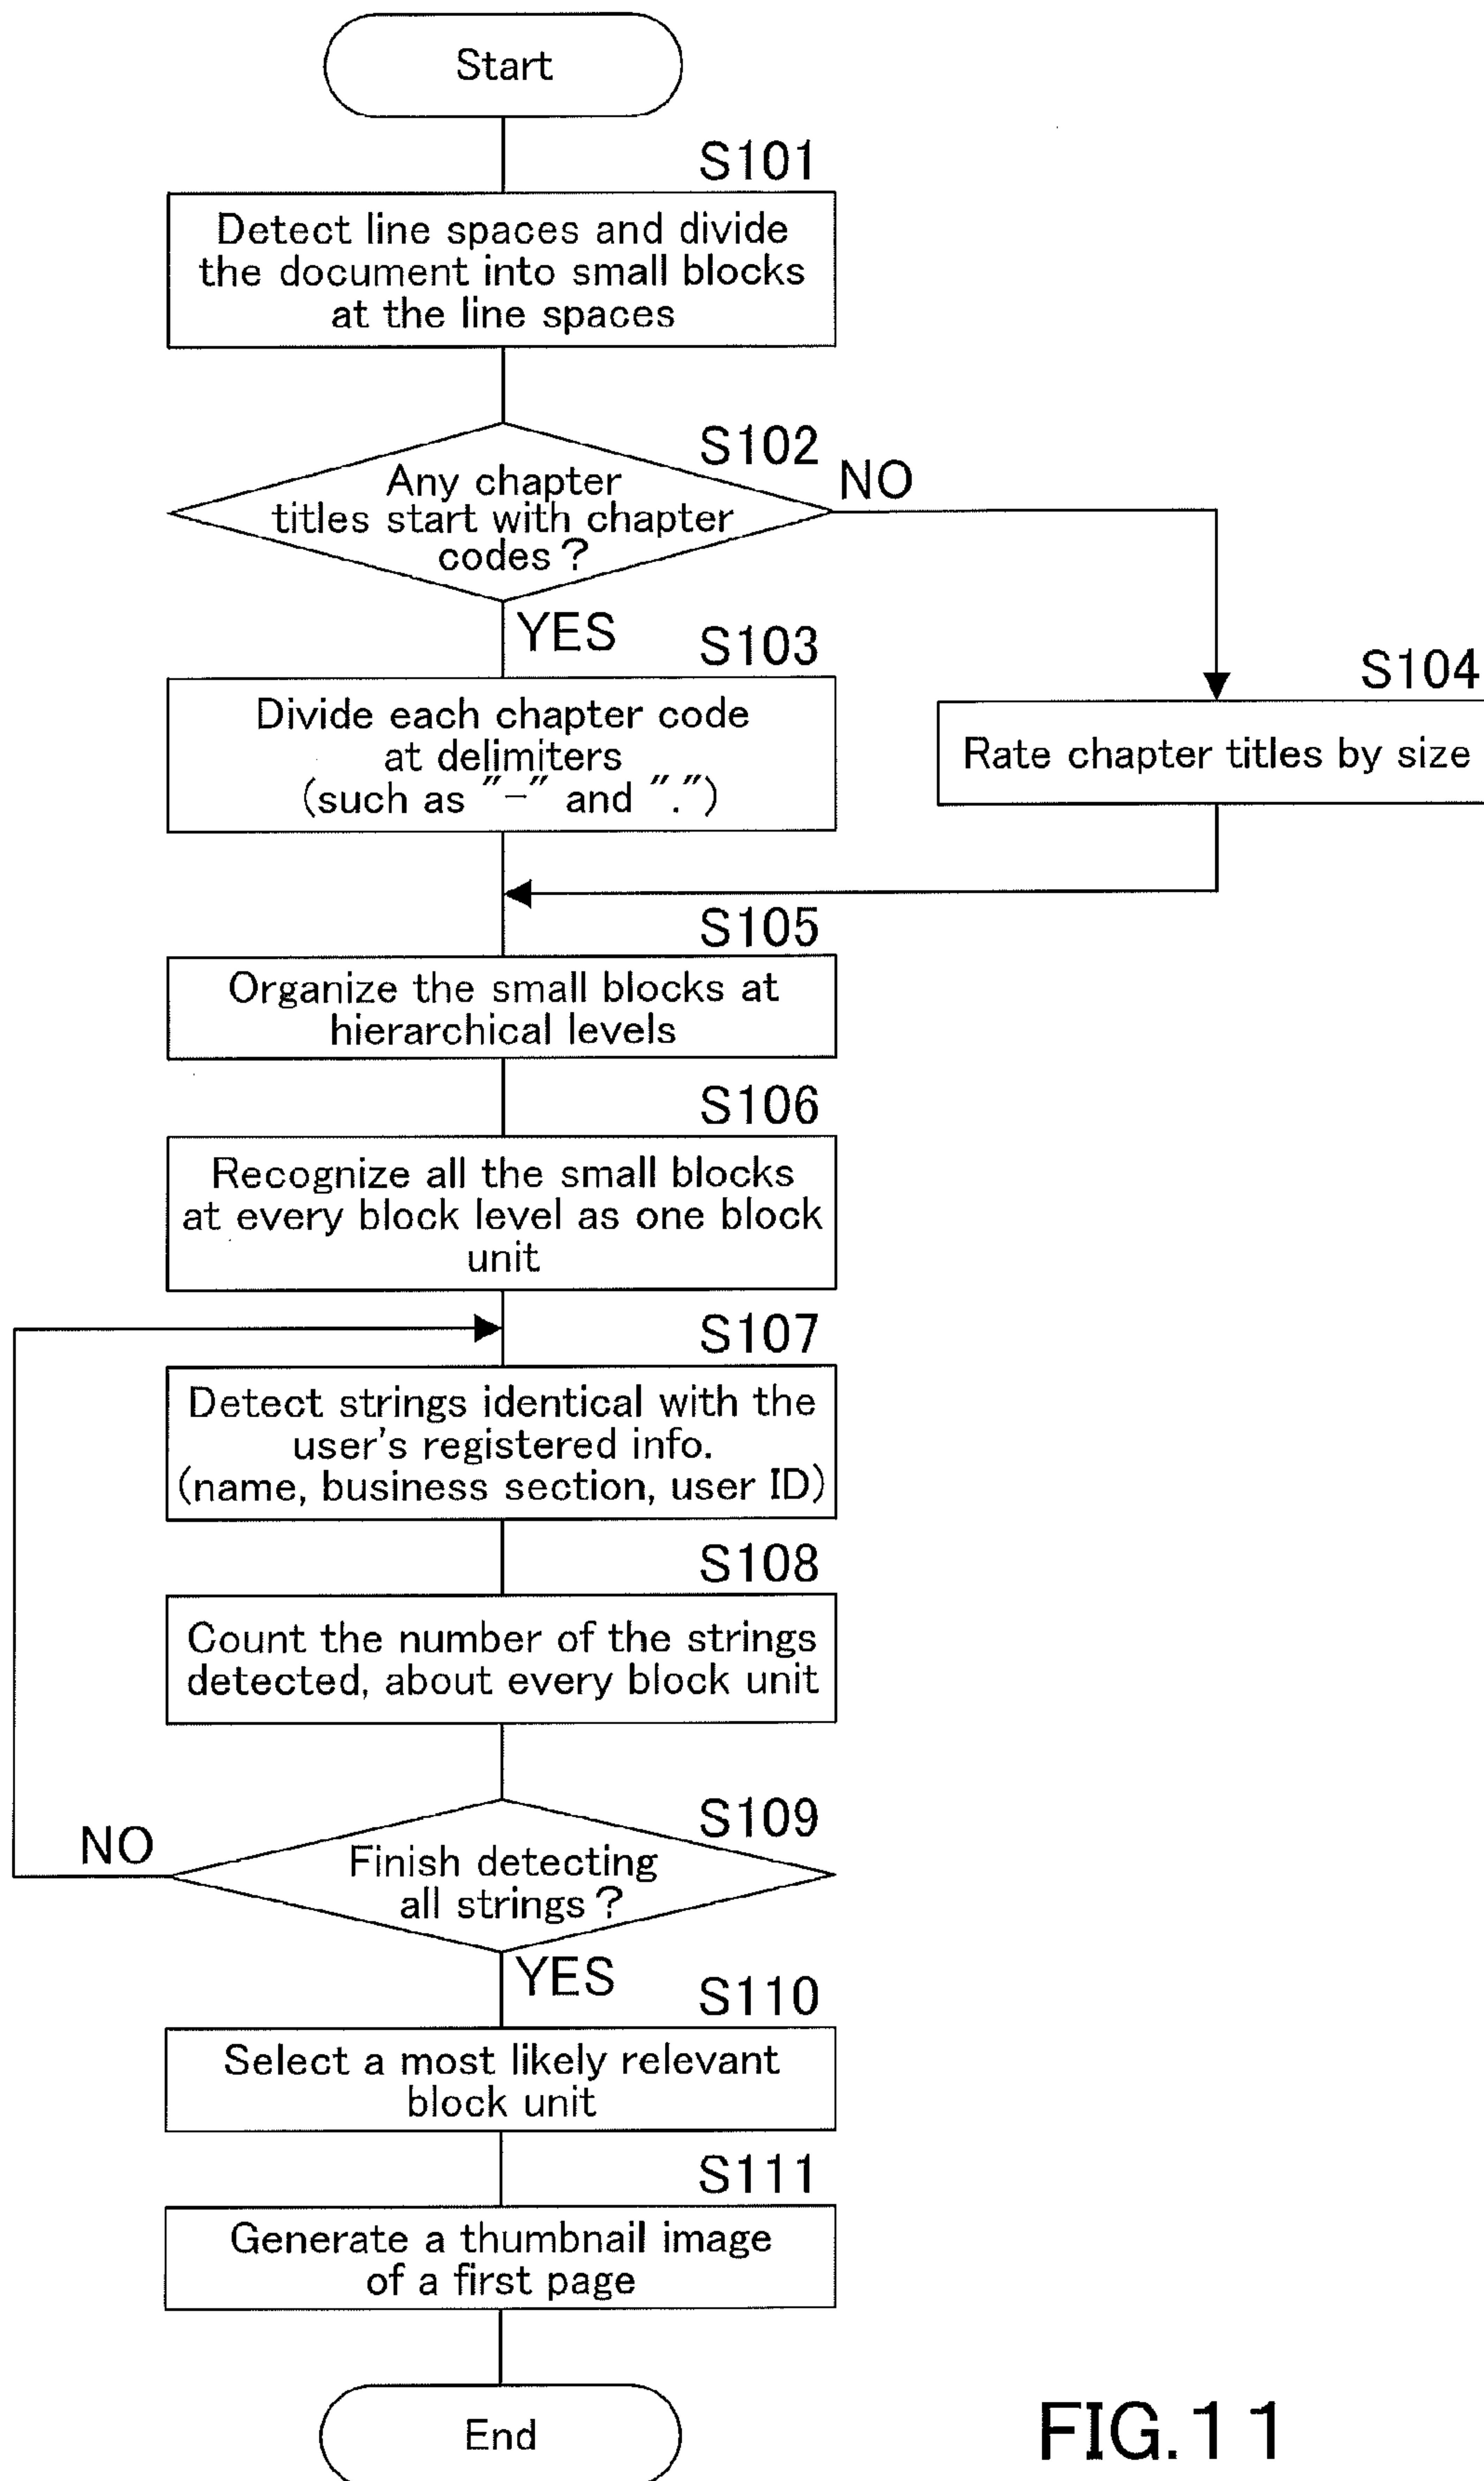 Start
S101
Detect line spaces and divide
the document into small blocks
at the line spaces
S102
Any chapter
titles start with chapter
codes?
NO
YES
S103
Divide each chapter code
at delimiters
(such as "-" and ".")
S104
Rate chapter titles by size
S105
Organize the small blocks at
hierarchical levels
S106
Recognize all the small blocks
at every block level as one block
unit
S107
Detect strings identical with the
user's registered info.
(name, business section, user ID)
S108
Count the number of the strings
detected, about every block unit
S109
NO
Finish detecting
all strings?
YES
S110
Select a most likely relevant
block unit
S111
Generate a thumbnail image
of a first page
End
FIG.11